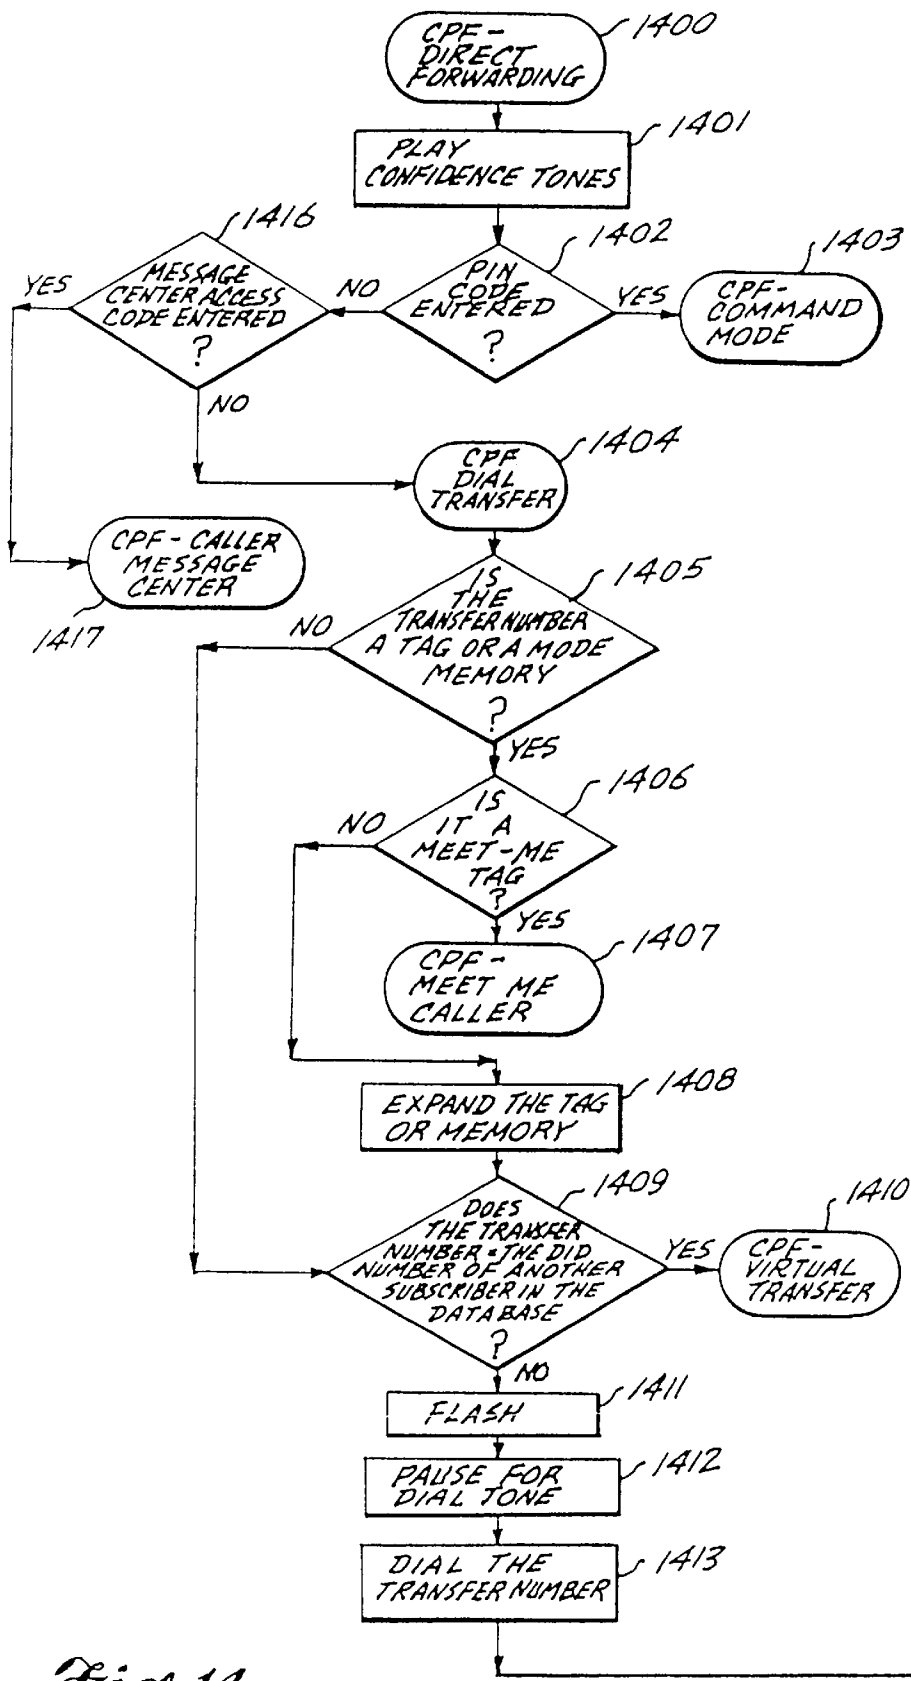 CPF-
DIRECT
FORWARDING
1400
PLAY
CONFIDENCE TONES
1401
PIN
CODE
ENTERED
?
1402
YES
CPF-
COMMAND
MODE
1403
NO
MESSAGE
CENTER ACCESS
CODE ENTERED
?
1416
YES
NO
CPF
DIAL
TRANSFER
1404
CPF-CALLER
MESSAGE
CENTER
1417
IS
THE
TRANSFER NUMBER
A TAG OR A MODE
MEMORY
?
1405
NO
YES
IS
IT A
MEET-ME
TAG
?
1406
NO
YES
CPF-
MEET ME
CALLER
1407
EXPAND THE TAG
OR MEMORY
1408
DOES
THE TRANSFER
NUMBER = THE DID
NUMBER OF ANOTHER
SUBSCRIBER IN THE
DATABASE
?
1409
YES
CPF-
VIRTUAL
TRANSFER
1410
NO
FLASH
1411
PAUSE FOR
DIAL TONE
1412
DIAL THE
TRANSFER NUMBER
1413